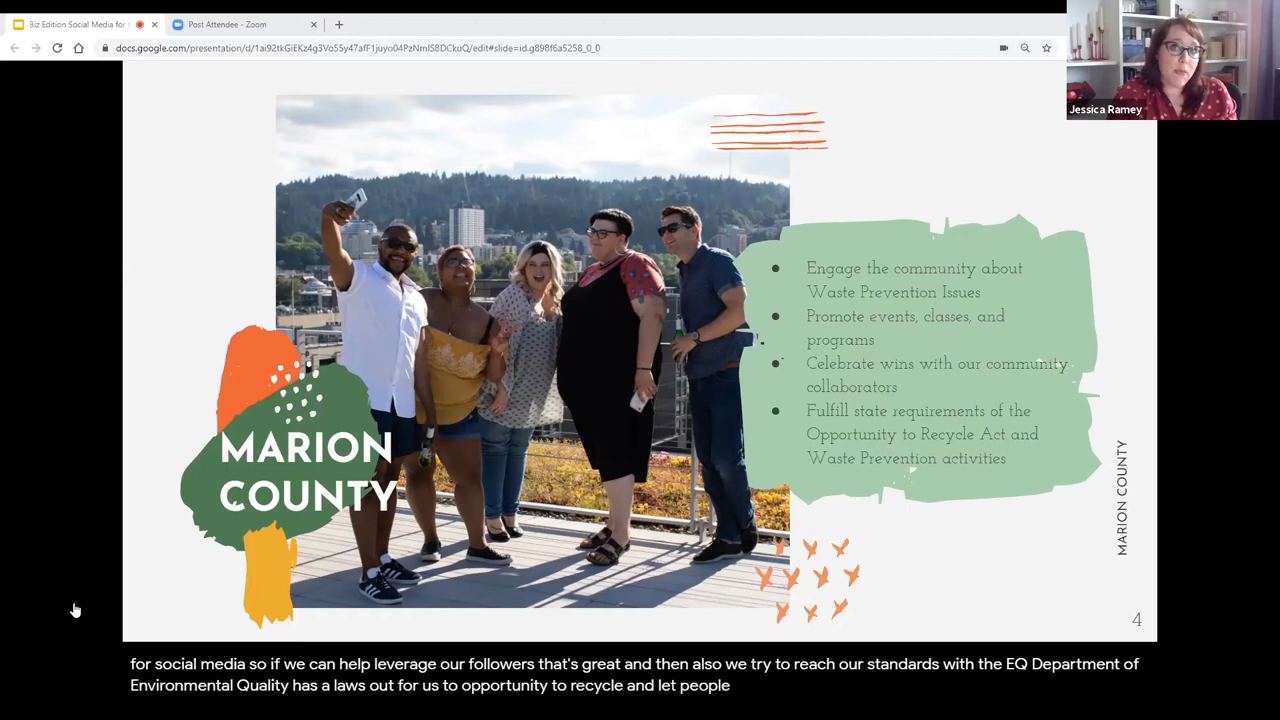 Biz Edition Social Media for
Post Attendee - Zoom
docs.google.com/presentation/d/1ai92tkGiEKz4g3Vo55y47afF1juyo04PzNmIS8DCkuQ/edit#slide=id.g898f6a5258_0_0
Jessica Ramey
Engage the community about
Waste Prevention Issues
Promote events, classes, and
programs
Celebrate wins with our community
collaborators
Fulfill state requirements of the
Opportunity to Recycle Act and
Waste Prevention activities
MARION
COUNTY
MARION COUNTY
4
for social media so if we can help leverage our followers that's great and then also we try to reach our standards with the EQ Department of
Environmental Quality has a laws out for us to opportunity to recycle and let people